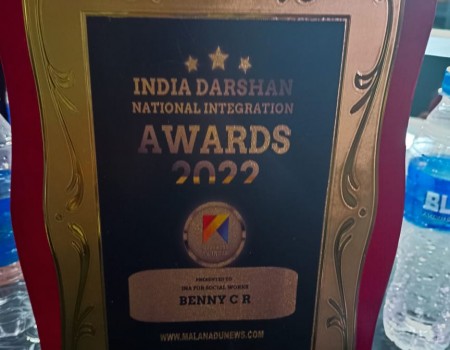 INDIA DARSHAN
NATIONAL INTEGRATION
AWARDS
2022
PRESENTED TO
FOR SOCIAL WORKS
BENNY C R
WWW.MALANADUNEWS.COM